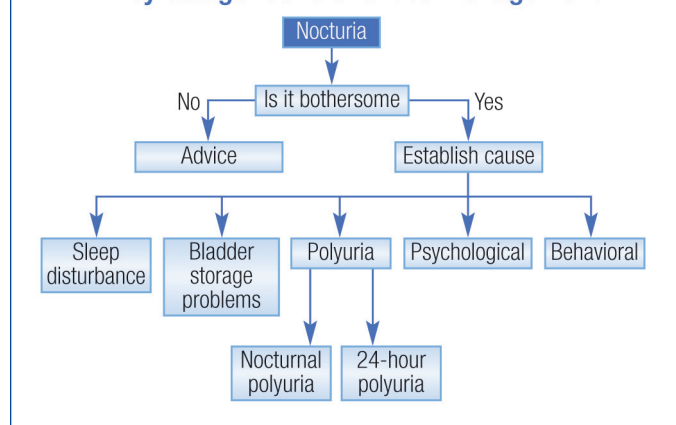 Nocturia
Is it bothersome
No
Yes
Advice
Establish cause
Sleep
disturbance
Bladder
storage
problems
Polyuria
Psychological
Behavioral
Nocturnal
polyuria
24-hour
polyuria